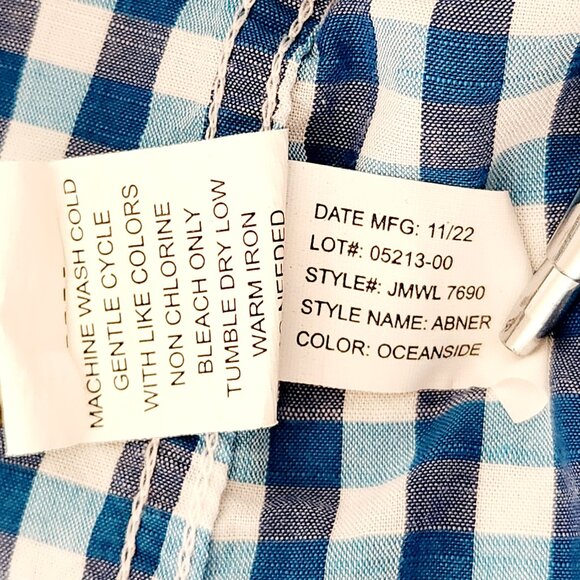 MACHINE WASH COLD
GENTLE CYCLE
WITH LIKE COLORS
NON CHLORINE
BLEACH ONLY
TUMBLE DRY LOW
WARM IRON
NEEDED
DATE MFG: 11/22
LOT#: 05213-00
STYLE#: JMWL 7690
STYLE NAME: ABNER
COLOR: OCEANSIDE